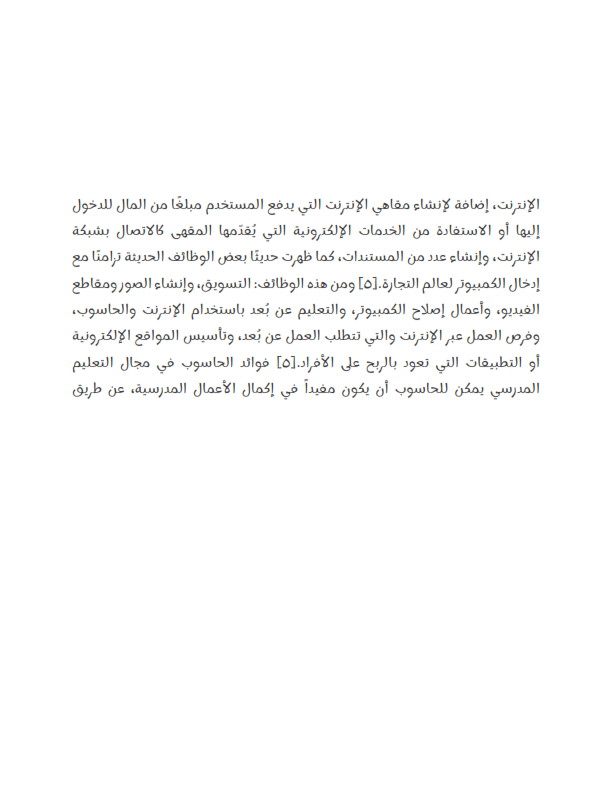 الإنترنت، إضافة لإنشاء مقاهي الإنترنت التي يدفع المستخدم مبلغًا من المال للدخول
إليها أو الاستفادة من الخدمات الإلكترونية التي يُقدّمها المقهى كالاتصال بشبكة
الإنترنت، وإنشاء عدد من المستندات، كما ظهرت حديثًا بعض الوظائف الحديثة تزامنًا مع
إدخال الكمبيوتر لعالم التجارة.[٥] ومن هذه الوظائف: التسويق، وإنشاء الصور ومقاطع
الفيديو، وأعمال إصلاح الكمبيوتر، والتعليم عن بُعد باستخدام الإنترنت والحاسوب،
وفرص العمل عبر الإنترنت والتي تتطلب العمل عن بُعد، وتأسيس المواقع الإلكترونية
أو التطبيقات التي تعود بالربح على الأفراد.[٥] فوائد الحاسوب في مجال التعليم
المدرسي يمكن للحاسوب أن يكون مفيداً في إكمال الأعمال المدرسية، عن طريق